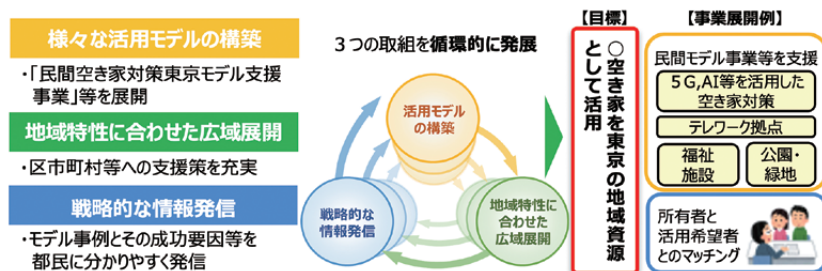 様々な活用モデルの構築
・「民間空き家対策東京モデル支援
事業」等を展開
地域特性に合わせた広域展開
・区市町村等への支援策を充実
戦略的な情報発信
・モデル事例とその成功要因等を
都民に分かりやすく発信
3つの取組を循環的に発展
活用モデル
の構築
戦略的な
情報発信
地域特性に
合わせた
広域展開
【目標】
○空き家を東京の地域資源
として活用
【事業展開例】
民間モデル事業等を支援
5G,AI等を活用した
空き家対策
テレワーク拠点
福祉
施設
公園・
緑地
所有者と
活用希望者
とのマッチング